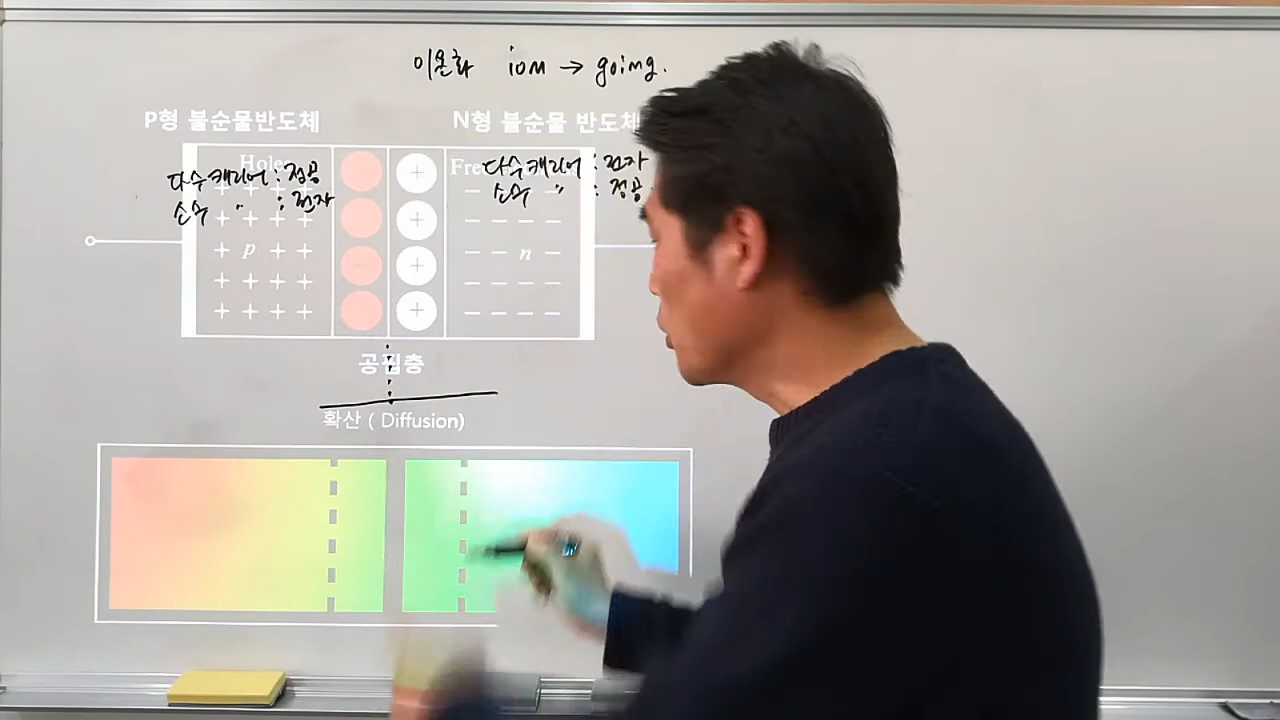 이온화 ion → going.
P형 불순물반도체
N형 불순물 반도체
Holes
다수캐리어 : 정공
소수 〃 : 전자
+ + + +
+ + + +
+ p + +
+ + + +
+ + + +
+
+
+
+
Free
다수캐리어 : 전자
소수 〃 : 정공
– – – –
– – – –
– – n –
– – – –
– – – –
공핍층
확산 ( Diffusion)